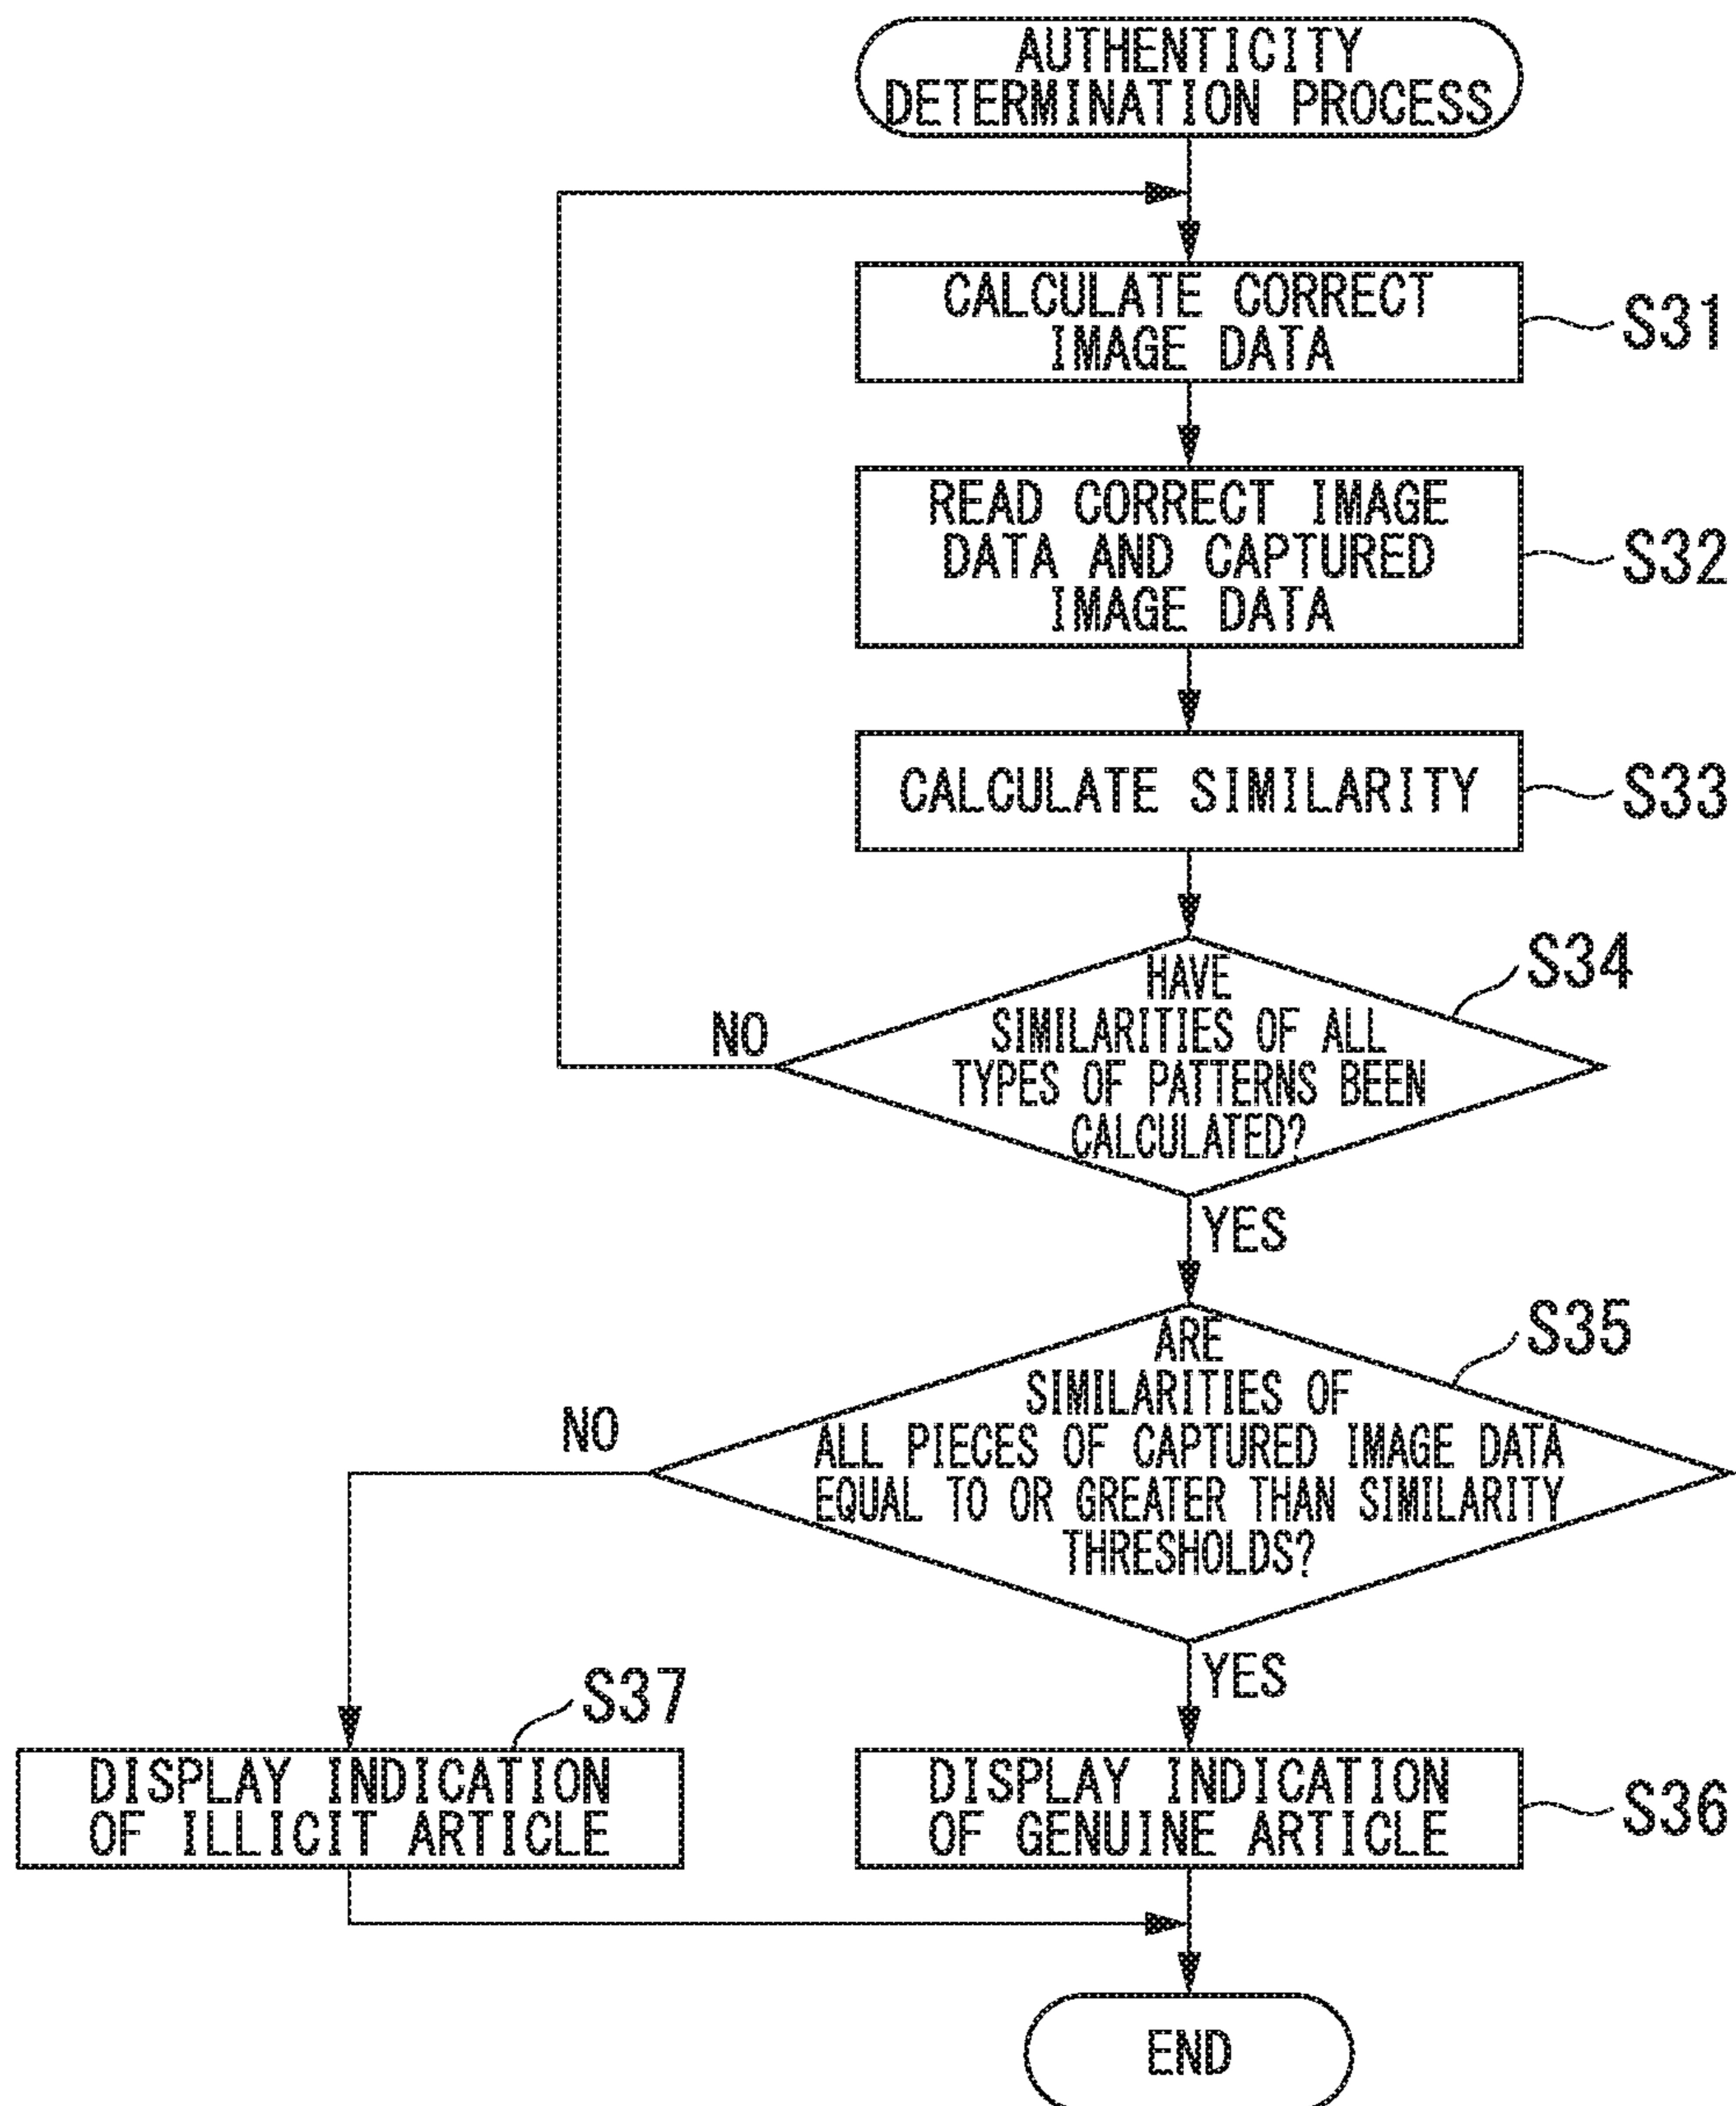 AUTHENTICITY
DETERMINATION PROCESS
CALCULATE CORRECT
IMAGE DATA
S31
READ CORRECT IMAGE
DATA AND CAPTURED
IMAGE DATA
S32
CALCULATE SIMILARITY
S33
S34
HAVE
SIMILARITIES OF ALL
TYPES OF PATTERNS BEEN
CALCULATED?
NO
YES
S35
ARE
SIMILARITIES OF
ALL PIECES OF CAPTURED IMAGE DATA
EQUAL TO OR GREATER THAN SIMILARITY
THRESHOLDS?
NO
YES
S37
DISPLAY INDICATION
OF ILLICIT ARTICLE
DISPLAY INDICATION
OF GENUINE ARTICLE
S36
END